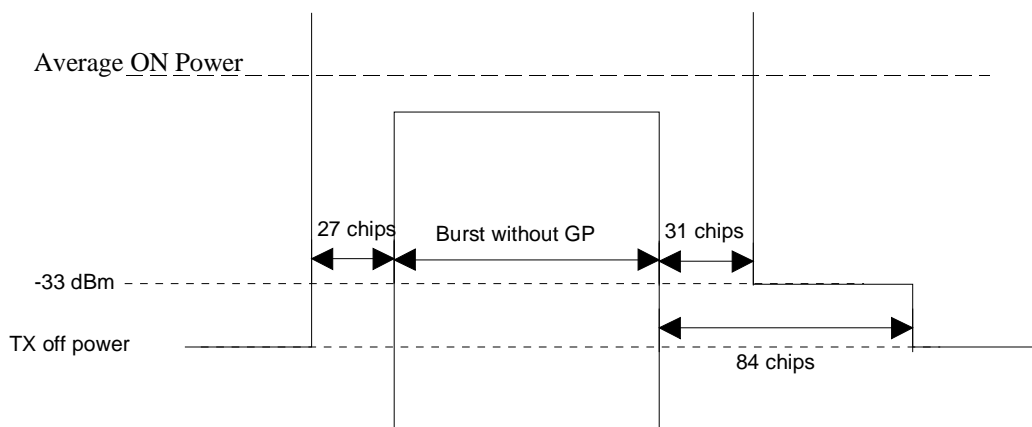 Average ON Power
27 chips
Burst without GP
31 chips
-33 dBm
TX off power
84 chips